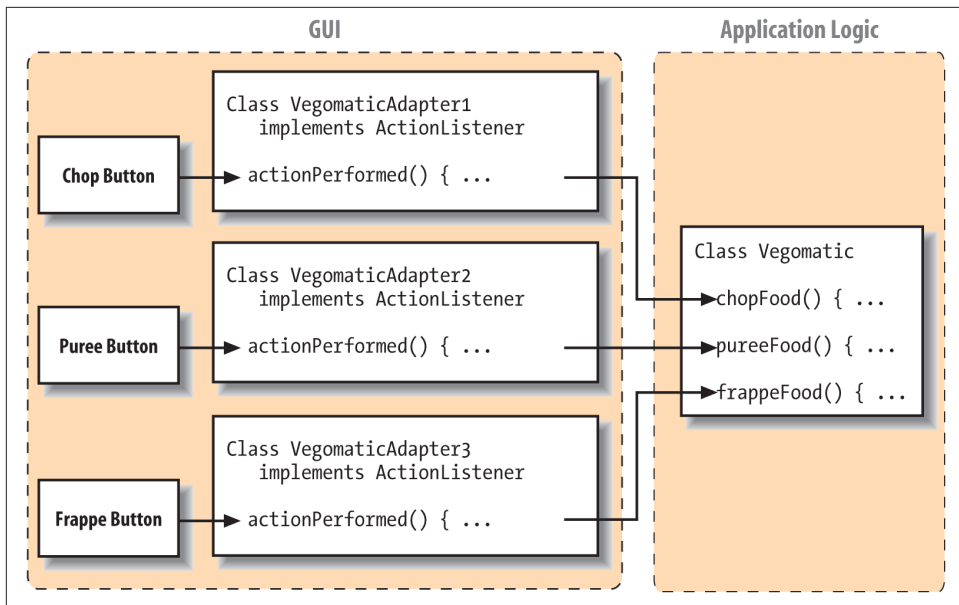 GUI
Application Logic
Class VegomaticAdapter1
implements ActionListener
Chop Button
actionPerformed() { ...
Class VegomaticAdapter2
implements ActionListener
Puree Button
actionPerformed() { ...
Class VegomaticAdapter3
implements ActionListener
Frappe Button
actionPerformed() { ...
Class Vegomatic
chopFood() { ...
pureeFood() { ...
frappeFood() { ...